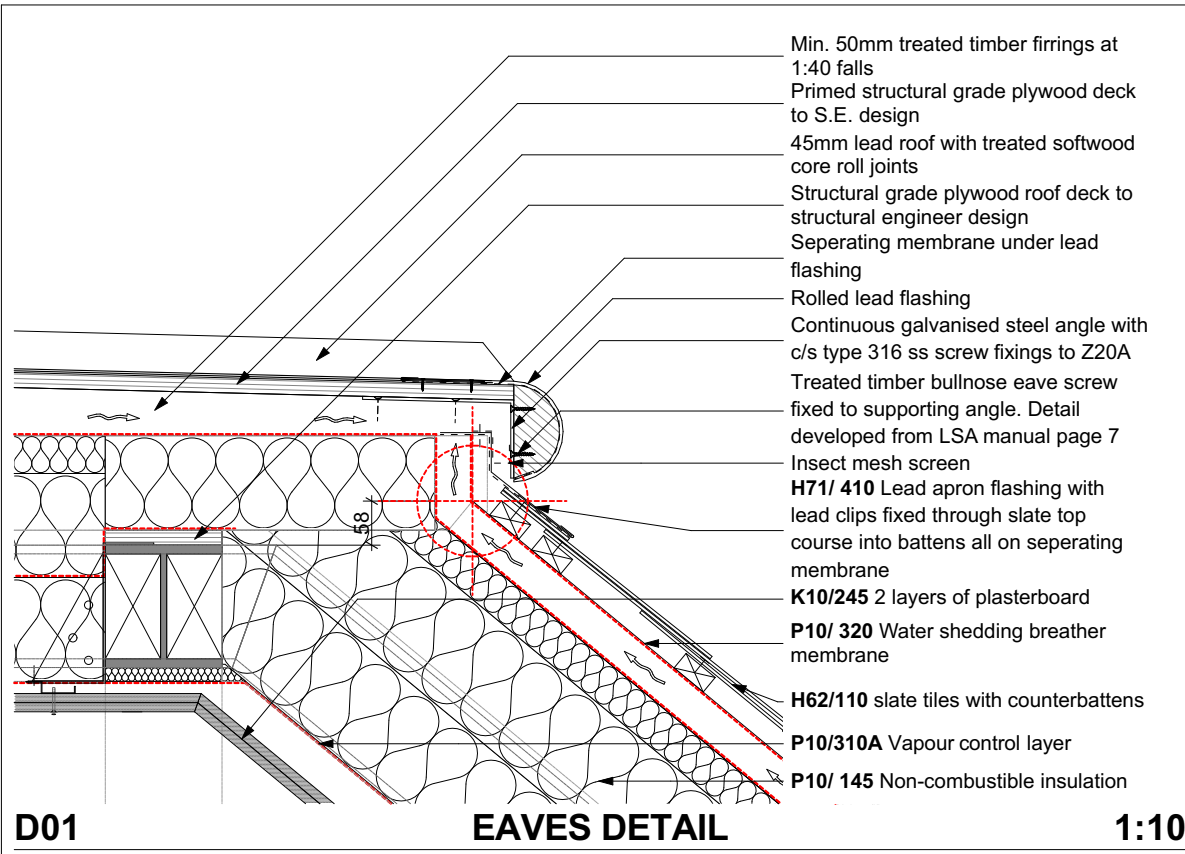 Min. 50mm treated timber firrings at
1:40 falls
Primed structural grade plywood deck
to S.E. design
45mm lead roof with treated softwood
core roll joints
Structural grade plywood roof deck to
structural engineer design
Seperating membrane under lead
flashing
Rolled lead flashing
Continuous galvanised steel angle with
c/s type 316 ss screw fixings to Z20A
Treated timber bullnose eave screw
fixed to supporting angle. Detail
developed from LSA manual page 7
Insect mesh screen
H71/ 410 Lead apron flashing with
lead clips fixed through slate top
course into battens all on seperating
membrane
K10/245 2 layers of plasterboard
P10/ 320 Water shedding breather
membrane
H62/110 slate tiles with counterbattens
P10/310A Vapour control layer
P10/ 145 Non-combustible insulation
58
D01 EAVES DETAIL 1:10